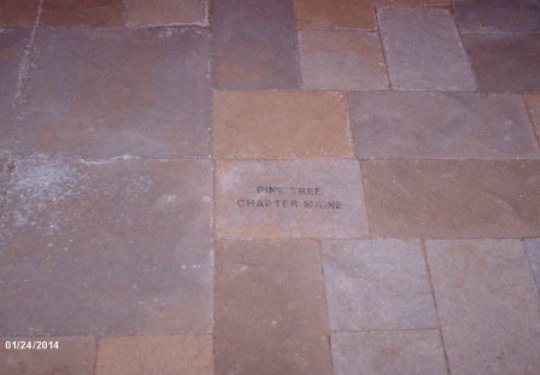 PINE TREE
CHAPTER MAINE
01/24/2014